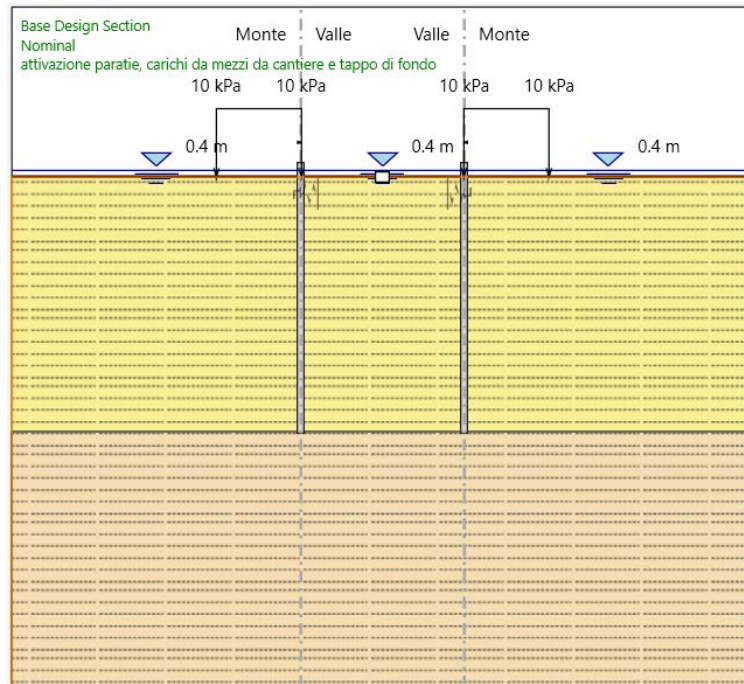 Base Design Section
Nominal
attivazione paratie, carichi da mezzi da cantiere e tappo di fondo
Monte Valle Valle Monte
10 kPa 10 kPa 10 kPa 10 kPa
0.4 m 0.4 m 0.4 m